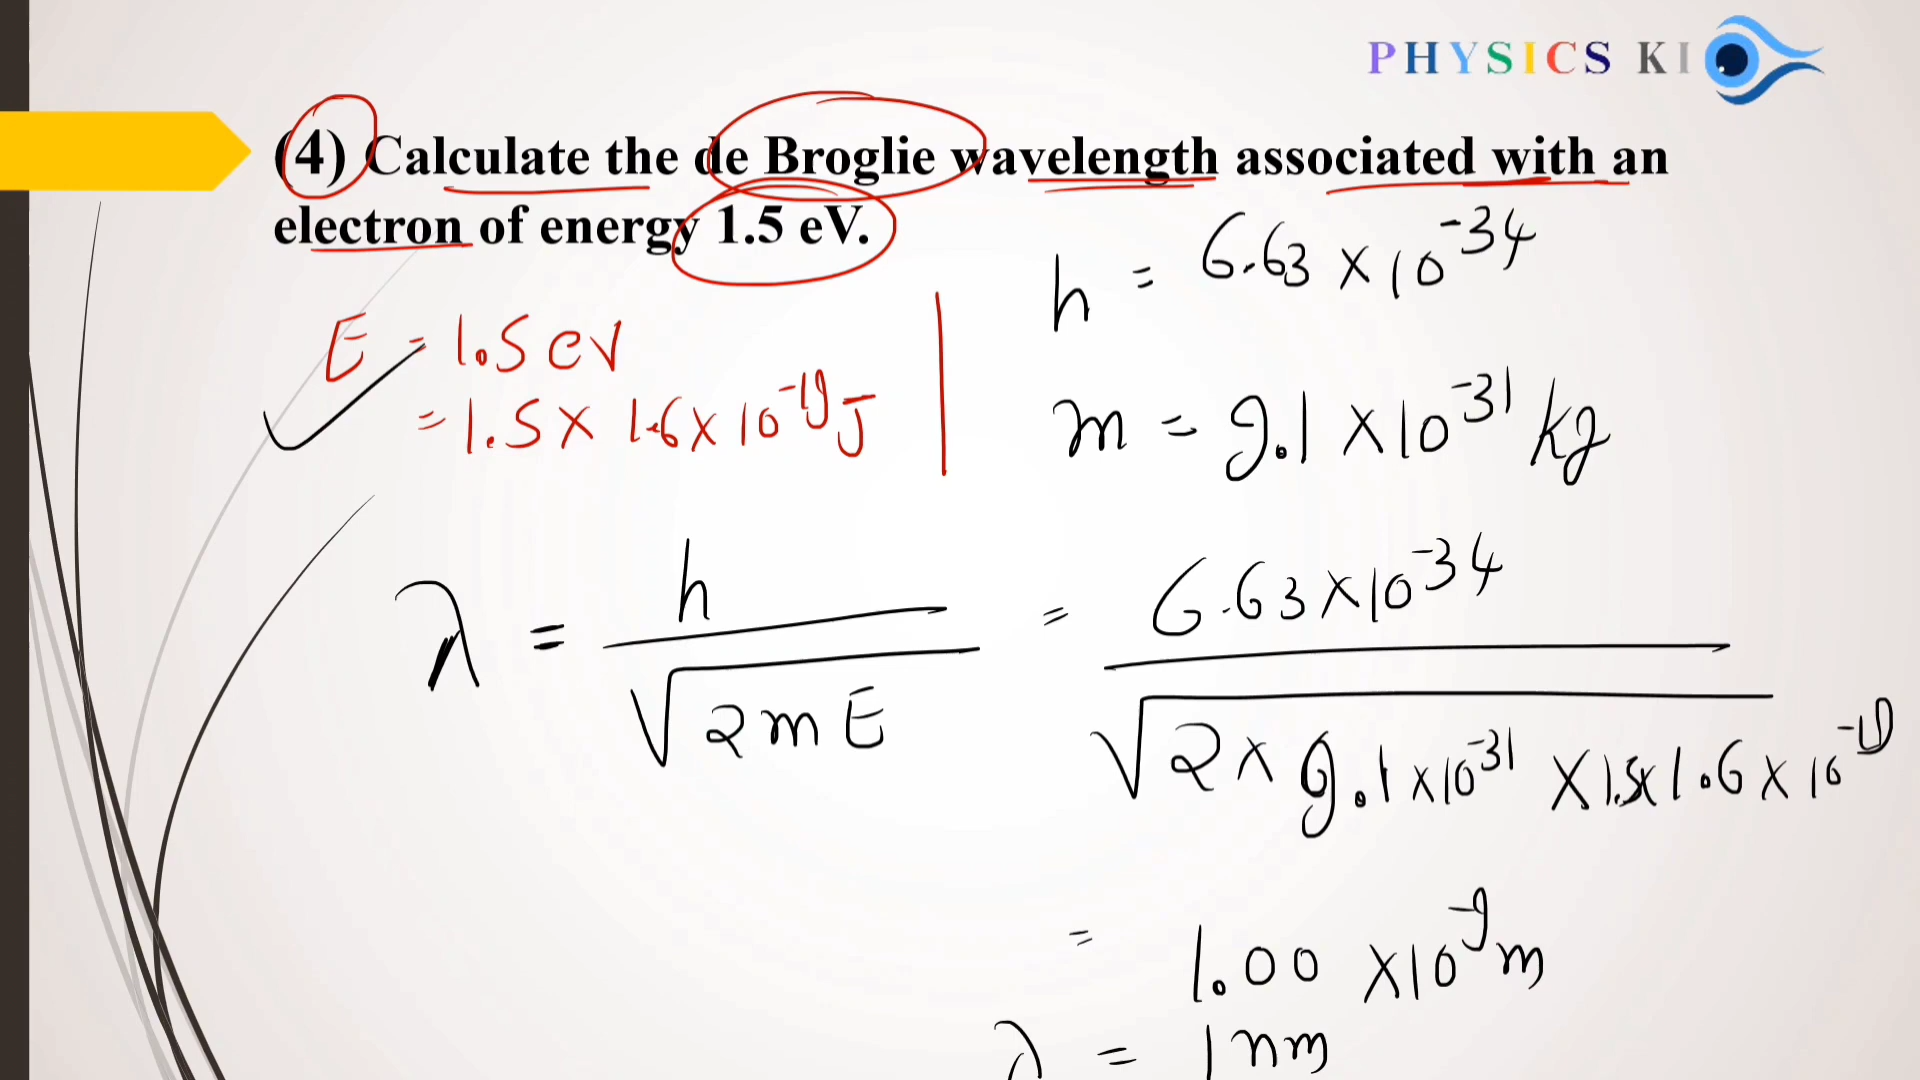 PHYSICS KI
(4) Calculate the de Broglie wavelength associated with an
electron of energy 1.5 eV.
h = 6.63 × 10⁻³⁴
E = 1.5 eV
= 1.5 × 1.6 × 10⁻¹⁹ J
m = 9.1 × 10⁻³¹ kg
λ = h / √(2mE) = 6.63 × 10⁻³⁴ / √(2 × 9.1 × 10⁻³¹ × 1.5 × 1.6 × 10⁻¹⁹)
= 1.00 × 10⁻⁹ m
λ = 1 nm